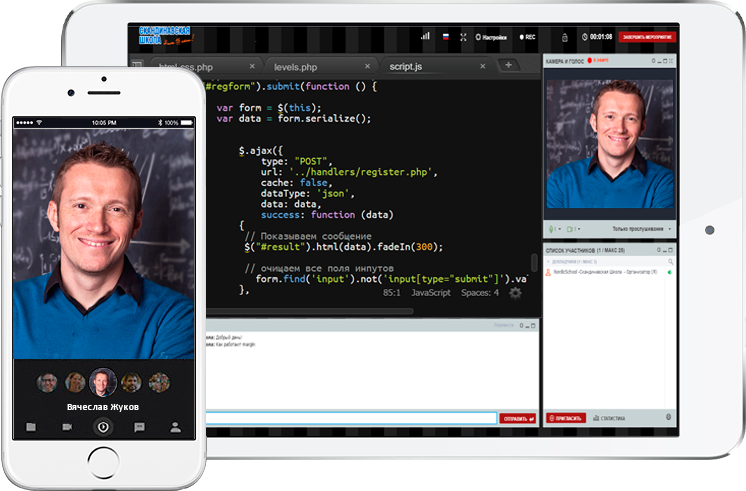 СКАНДИНАВСКАЯ
ШКОЛА
Настройки
REC
00:01:08
ЗАВЕРШИТЬ МЕРОПРИЯТИЕ
html-css.php
levels.php
script.js
"#regform").submit(function () {
var form = $(this);
var data = form.serialize();
$.ajax({
type: "POST",
url: '../handlers/register.php',
cache: false,
dataType: 'json',
data: data,
success: function (data)
{
// Показываем сообщение
$("#result").html(data).fadeIn(300);
// очищаем все поля инпутов
form.find('input').not('input[type="submit"]').va
},
85:1 JavaScript Spaces: 4
КАМЕРА И ГОЛОС
Только прослушивание
СПИСОК УЧАСТНИКОВ (1 / МАКС 25)
NordicSchool -Скандинавская Школа - Организатор (Я)
Добрый день!
Как работает margin
ОТПРАВИТЬ
ПРИГЛАСИТЬ
СТАТИСТИКА
10:05 PM
100%
Вячеслав Жуков